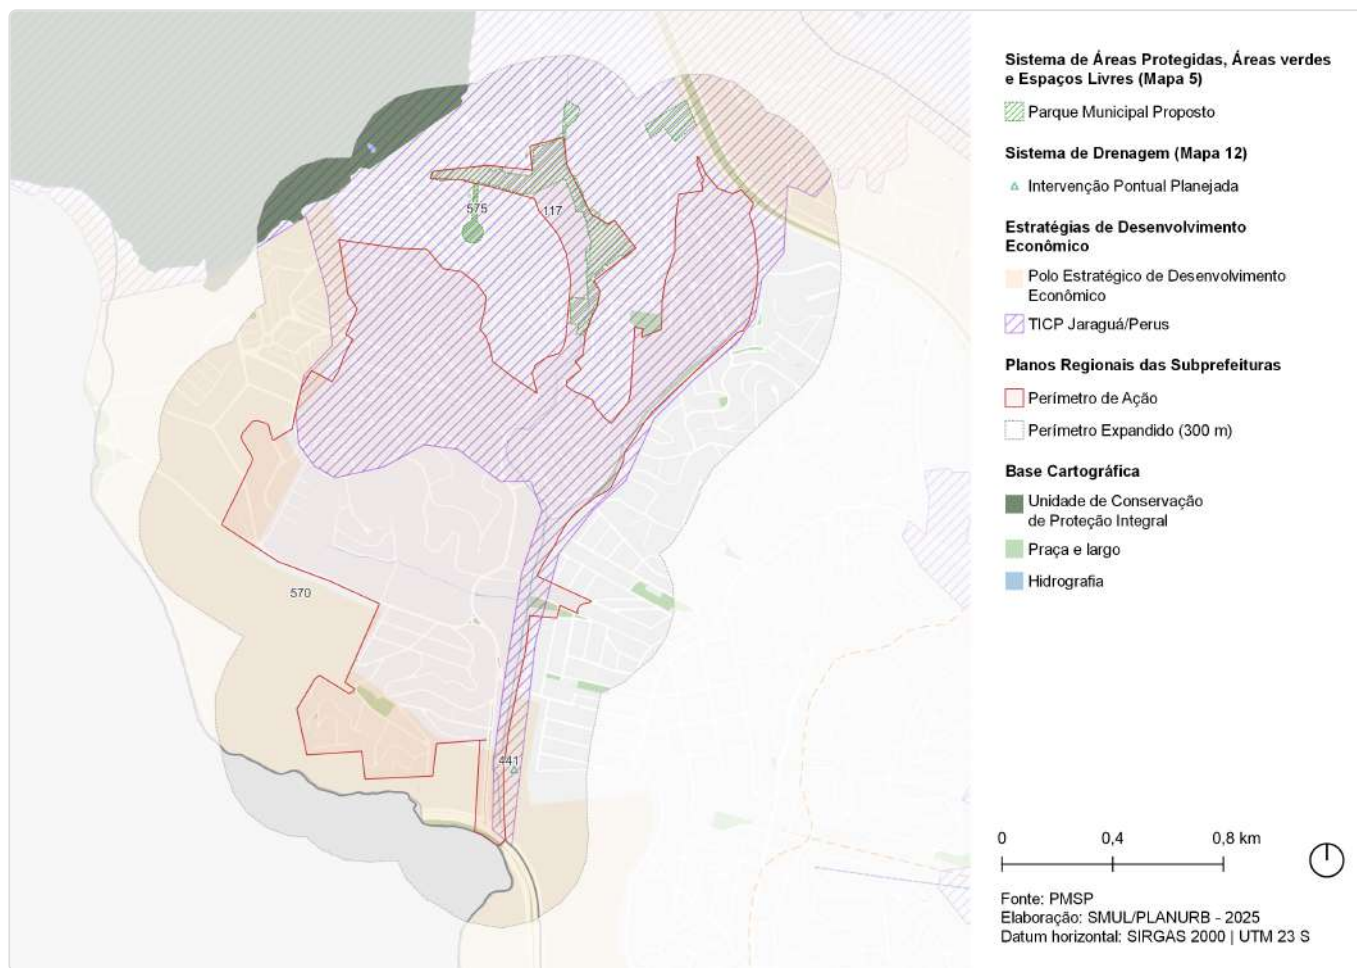 Sistema de Áreas Protegidas, Áreas verdes
e Espaços Livres (Mapa 5)
Parque Municipal Proposto
Sistema de Drenagem (Mapa 12)
Intervenção Pontual Planejada
Estratégias de Desenvolvimento
Econômico
Polo Estratégico de Desenvolvimento
Econômico
TICP Jaraguá/Perus
Planos Regionais das Subprefeituras
Perímetro de Ação
Perímetro Expandido (300 m)
Base Cartográfica
Unidade de Conservação
de Proteção Integral
Praça e largo
Hidrografia
575
117
570
441
0 0,4 0,8 km
Fonte: PMSP
Elaboração: SMUL/PLANURB - 2025
Datum horizontal: SIRGAS 2000 | UTM 23 S